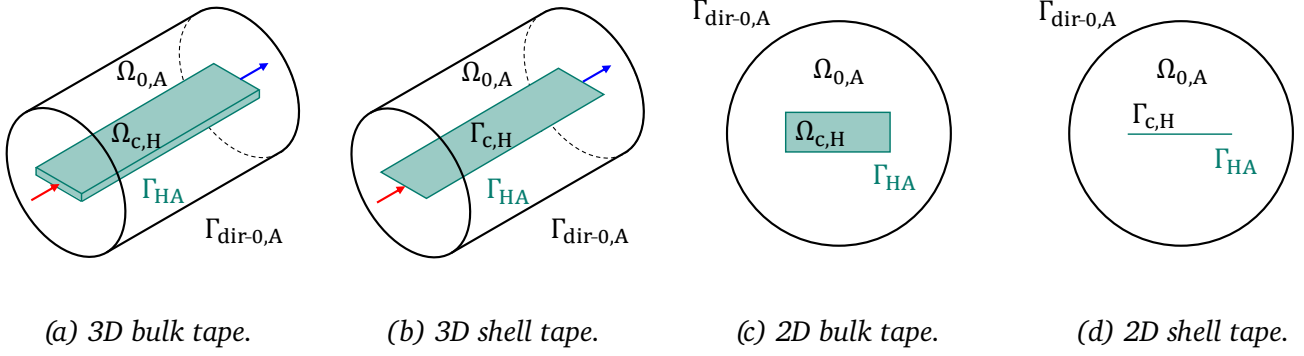 Ω0,A
Ωc,H
ΓHA
Γdir-0,A
(a) 3D bulk tape.
Ω0,A
Γc,H
ΓHA
Γdir-0,A
(b) 3D shell tape.
Γdir-0,A
Ω0,A
Ωc,H
ΓHA
(c) 2D bulk tape.
Γdir-0,A
Ω0,A
Γc,H
ΓHA
(d) 2D shell tape.